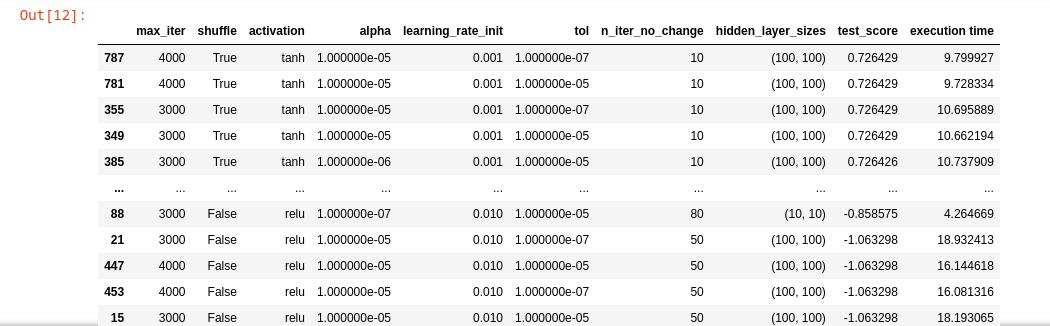 Out[12]:
max_iter shuffle activation alpha learning_rate_init tol n_iter_no_change hidden_layer_sizes test_score execution time
787 4000 True tanh 1.000000e-05 0.001 1.000000e-07 10 (100, 100) 0.726429 9.799927
781 4000 True tanh 1.000000e-05 0.001 1.000000e-05 10 (100, 100) 0.726429 9.728334
355 3000 True tanh 1.000000e-05 0.001 1.000000e-07 10 (100, 100) 0.726429 10.695889
349 3000 True tanh 1.000000e-05 0.001 1.000000e-05 10 (100, 100) 0.726429 10.662194
385 3000 True tanh 1.000000e-06 0.001 1.000000e-05 10 (100, 100) 0.726426 10.737909
... ... ... ... ... ... ... ... ... ... ...
88 3000 False relu 1.000000e-07 0.010 1.000000e-05 80 (10, 10) -0.858575 4.264669
21 3000 False relu 1.000000e-05 0.010 1.000000e-07 50 (100, 100) -1.063298 18.932413
447 4000 False relu 1.000000e-05 0.010 1.000000e-05 50 (100, 100) -1.063298 16.144618
453 4000 False relu 1.000000e-05 0.010 1.000000e-07 50 (100, 100) -1.063298 16.081316
15 3000 False relu 1.000000e-05 0.010 1.000000e-05 50 (100, 100) -1.063298 18.193065